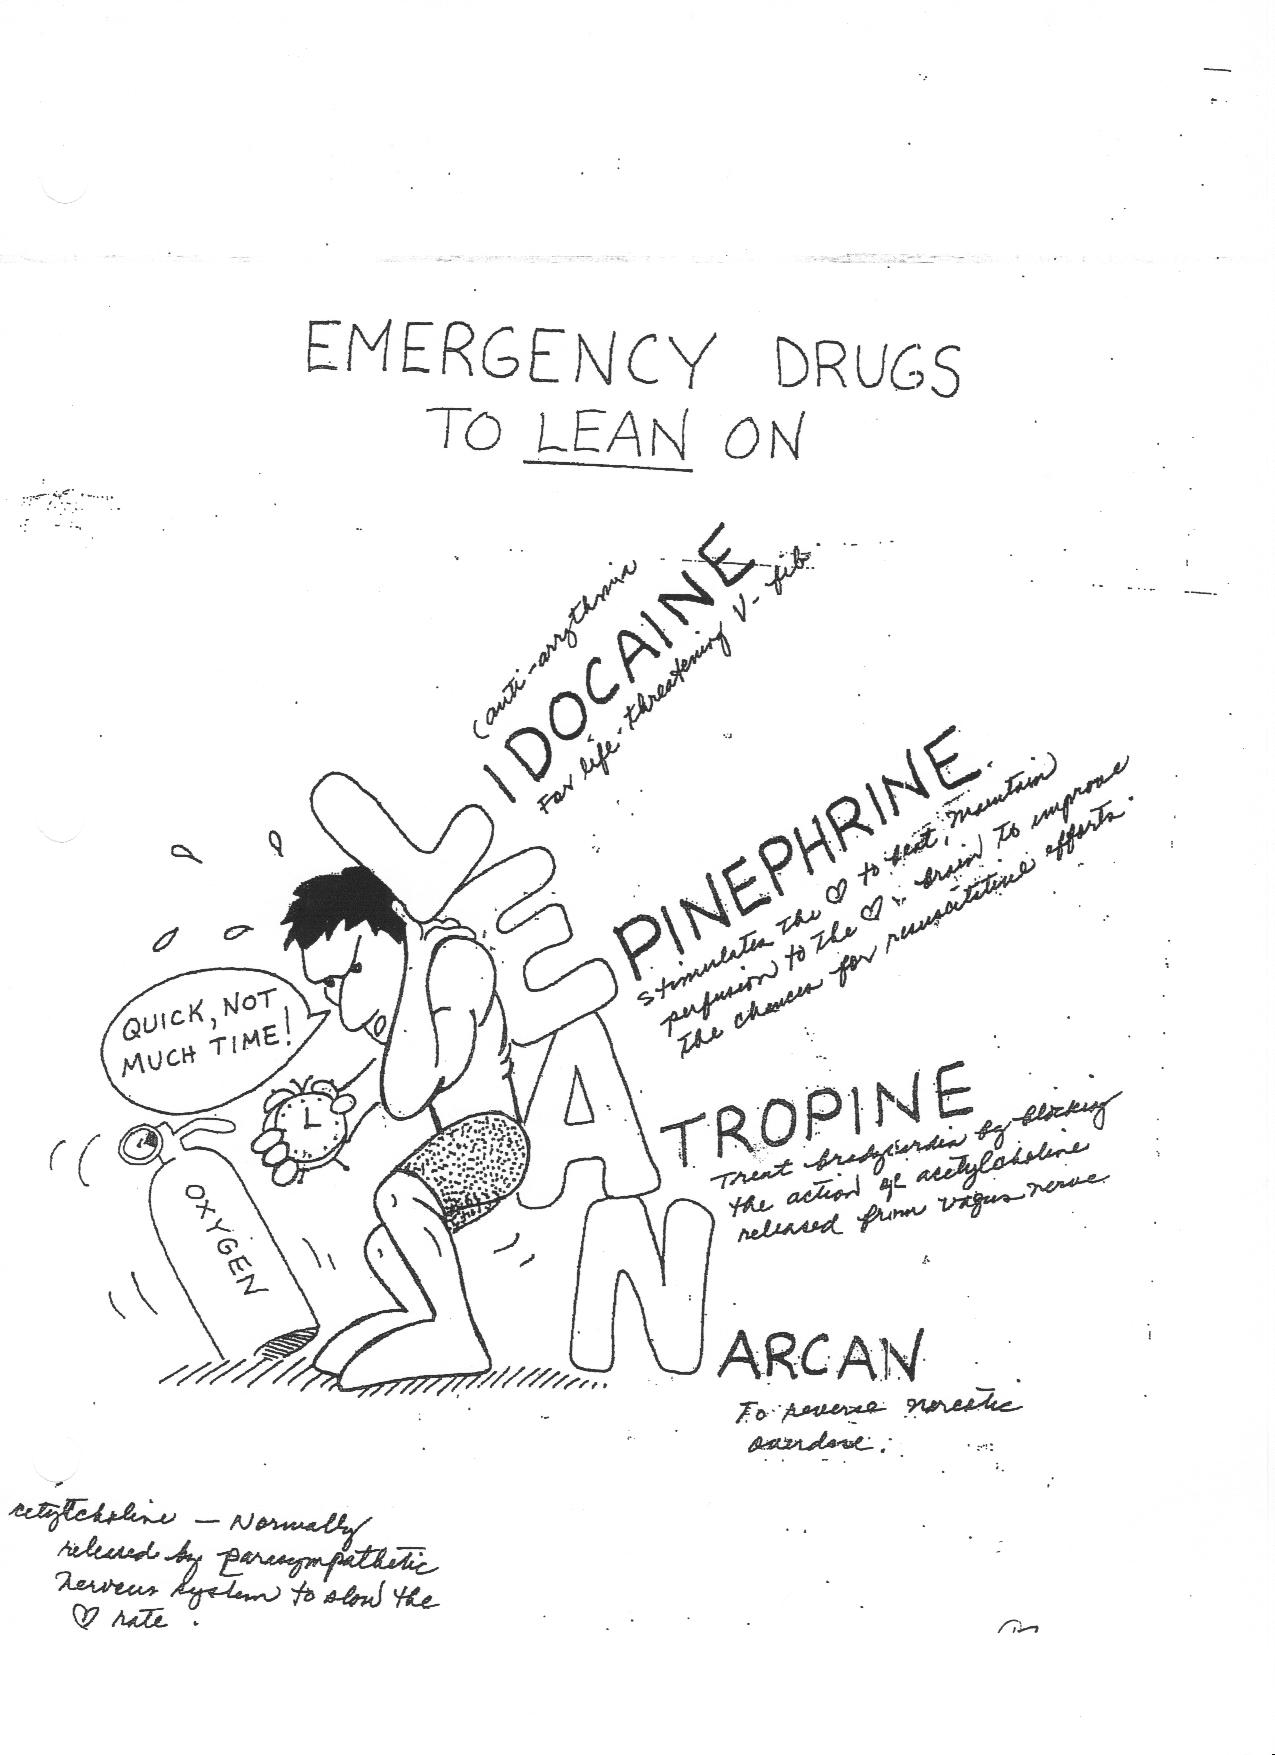 EMERGENCY DRUGS
TO LEAN ON
(anti-arrythmia
LIDOCAINE
For life-threatening V-fib.
EPINEPHRINE
Stimulates the ♡ to beat, Maintain
perfusion to the ♡ & brain to improve
the chances for resuscitative efforts.
ATROPINE
Treat bradycardia by blocking
the action of acetylcholine
released from vagus nerve.
NARCAN
To reverse narcotic
overdose.
QUICK, NOT
MUCH TIME!
OXYGEN
acetylcholine — Normally
released by parasympathetic
nervous system to slow the
♡ rate.